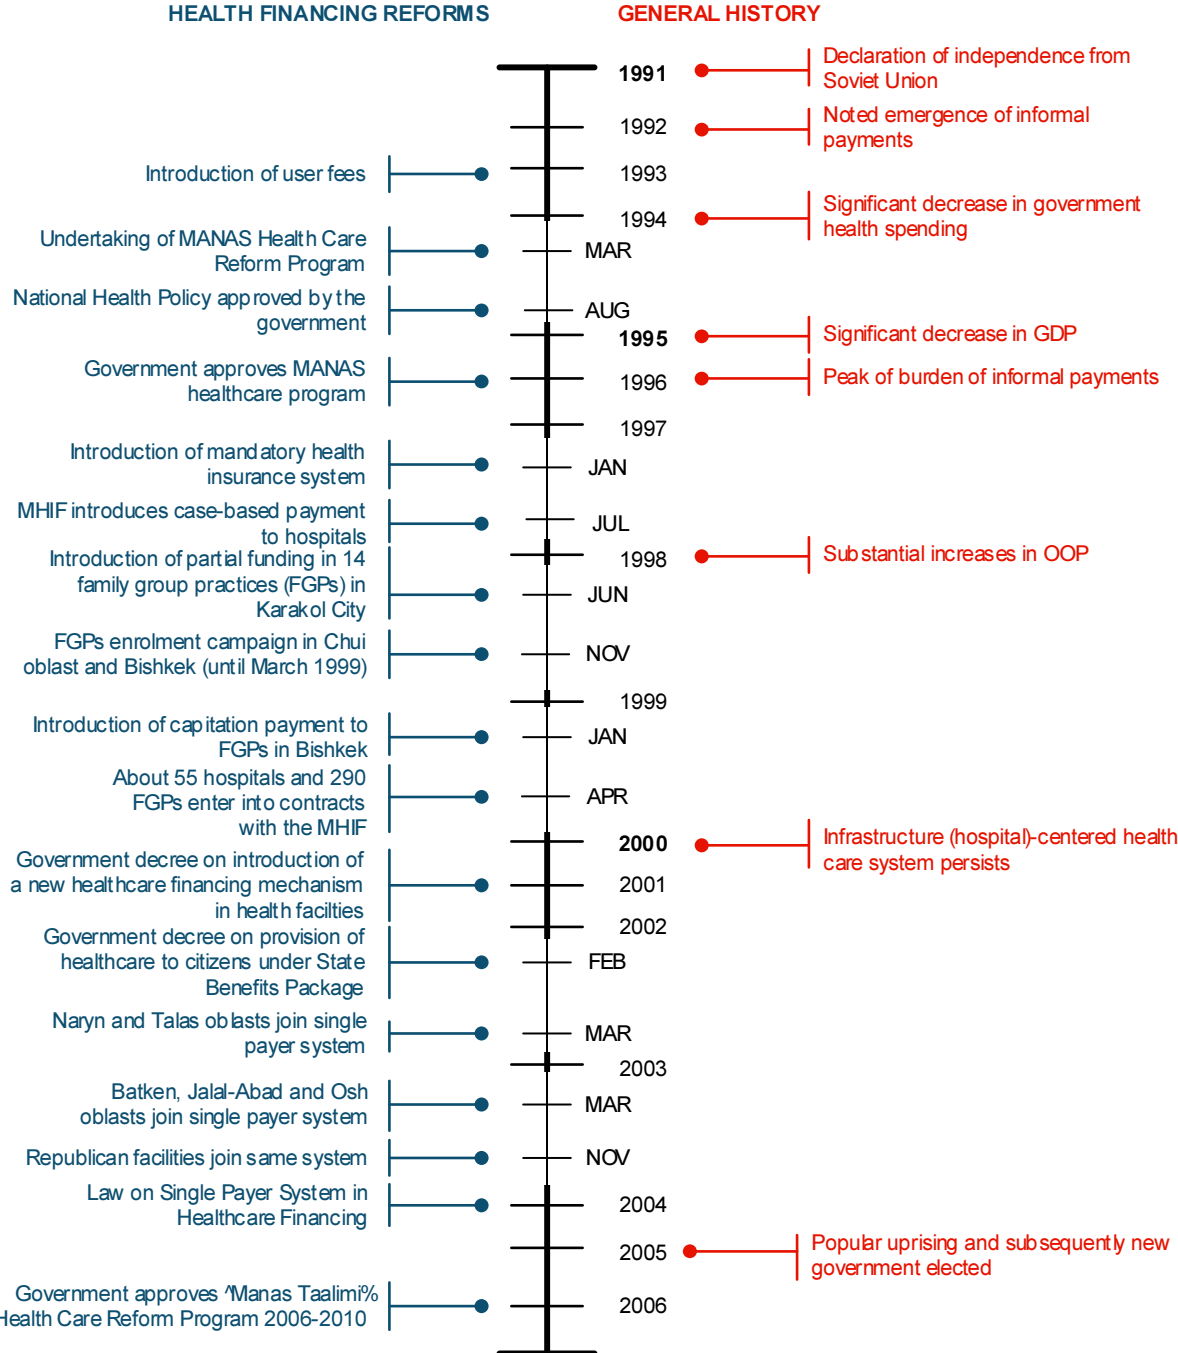 HEALTH FINANCING REFORMS
GENERAL HISTORY
1991
Declaration of independence from
Soviet Union
1992
Noted emergence of informal
payments
Introduction of user fees
1993
1994
Significant decrease in government
health spending
Undertaking of MANAS Health Care
Reform Program
MAR
National Health Policy approved by the
government
AUG
1995
Significant decrease in GDP
Government approves MANAS
healthcare program
1996
Peak of burden of informal payments
1997
Introduction of mandatory health
insurance system
JAN
MHIF introduces case-based payment
to hospitals
JUL
1998
Substantial increases in OOP
Introduction of partial funding in 14
family group practices (FGPs) in
Karakol City
JUN
FGPs enrolment campaign in Chui
oblast and Bishkek (until March 1999)
NOV
1999
Introduction of capitation payment to
FGPs in Bishkek
JAN
About 55 hospitals and 290
FGPs enter into contracts
with the MHIF
APR
2000
Infrastructure (hospital)-centered health
care system persists
Government decree on introduction of
a new healthcare financing mechanism
in health facilties
2001
2002
Government decree on provision of
healthcare to citizens under State
Benefits Package
FEB
Naryn and Talas oblasts join single
payer system
MAR
2003
Batken, Jalal-Abad and Osh
oblasts join single payer system
MAR
Republican facilities join same system
NOV
Law on Single Payer System in
Healthcare Financing
2004
2005
Popular uprising and subsequently new
government elected
Government approves ^Manas Taalimi%
Health Care Reform Program 2006-2010
2006